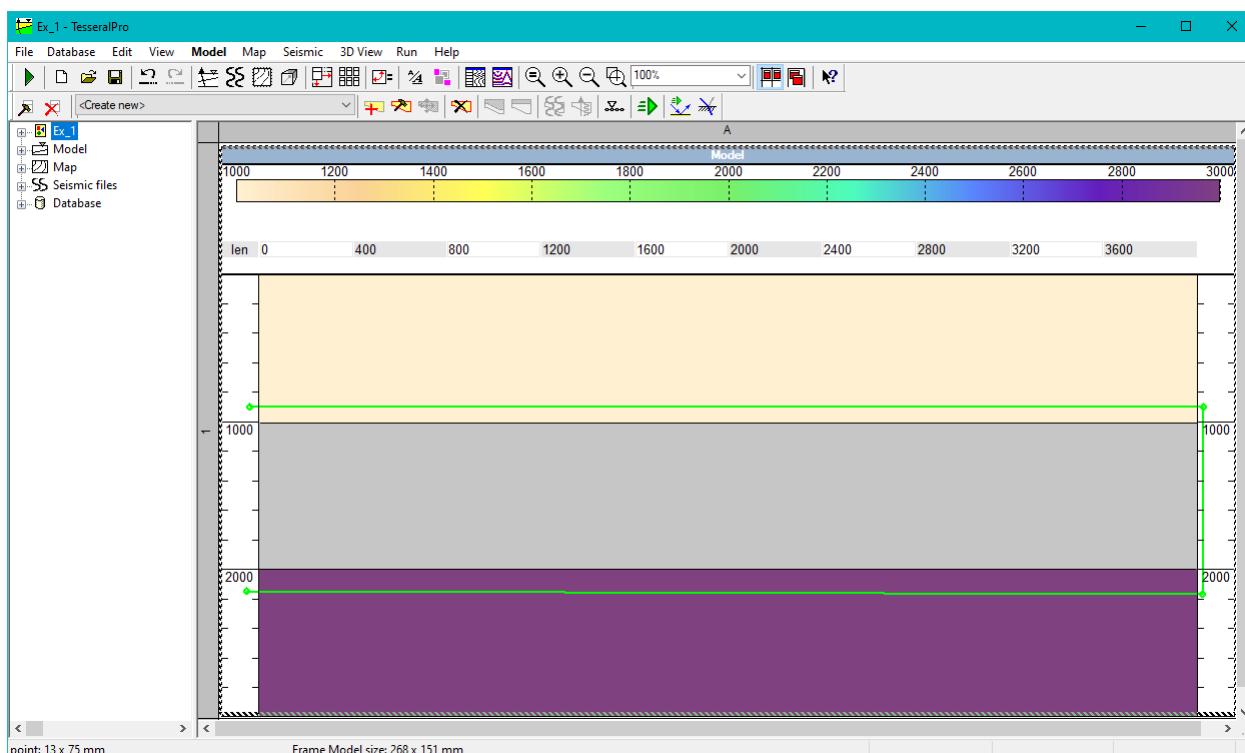 Ex_1 - TesseralPro
File Database Edit View Model Map Seismic 3D View Run Help
100%
<Create new>
Ex_1
Model
Map
Seismic files
Database
A
Model
1000 1200 1400 1600 1800 2000 2200 2400 2600 2800 3000
len 0 400 800 1200 1600 2000 2400 2800 3200 3600
1
1000 1000
2000 2000
point: 13 x 75 mm Frame Model size: 268 x 151 mm